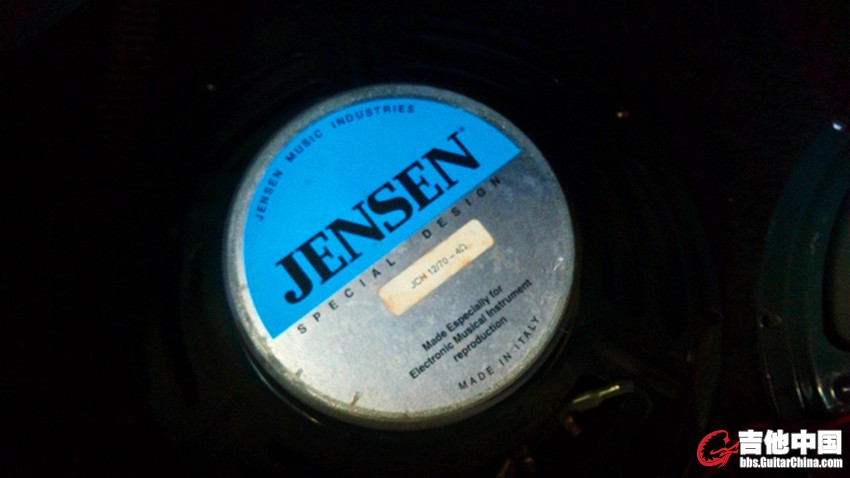 JENSEN MUSIC INDUSTRIES
JENSEN®
SPECIAL DESIGN
JCH 12/70 - 4Ω
Made Especially for
Electronic Musical Instrument
reproduction
MADE IN ITALY
吉他中国
bbs.GuitarChina.com